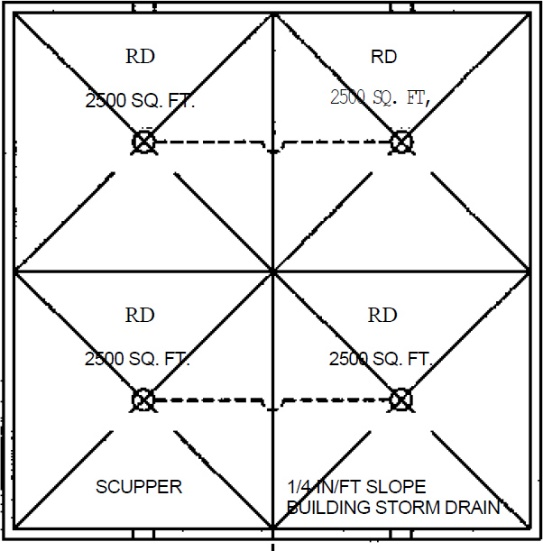 RD
RD
2500 SQ. FT.
2500 SQ. FT,
RD
RD
2500 SQ. FT.
2500 SQ. FT.
SCUPPER
1/4 IN/FT SLOPE
BUILDING STORM DRAIN